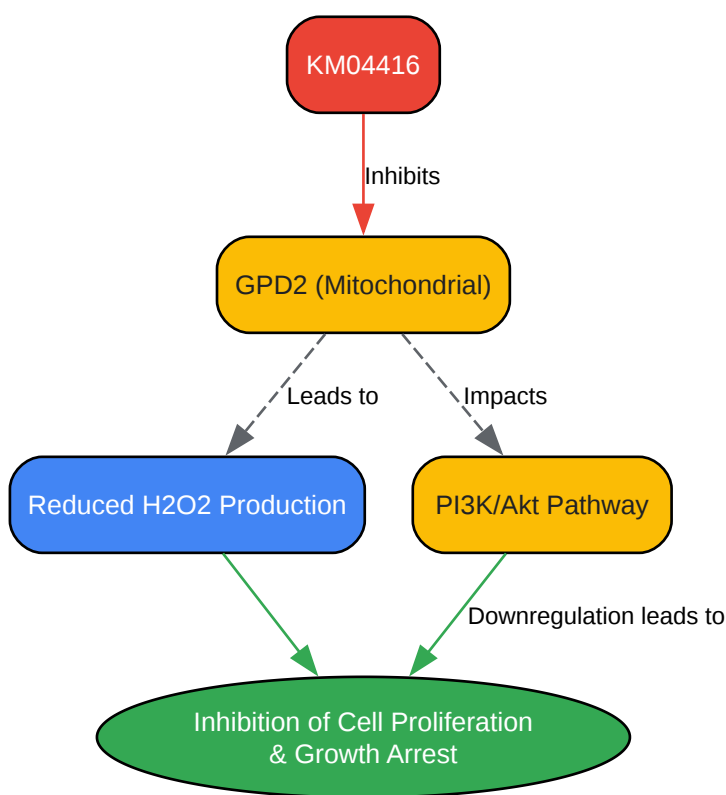 KM04416
Inhibits
GPD2 (Mitochondrial)
Leads to
Impacts
Reduced H2O2 Production
PI3K/Akt Pathway
Downregulation leads to
Inhibition of Cell Proliferation
& Growth Arrest